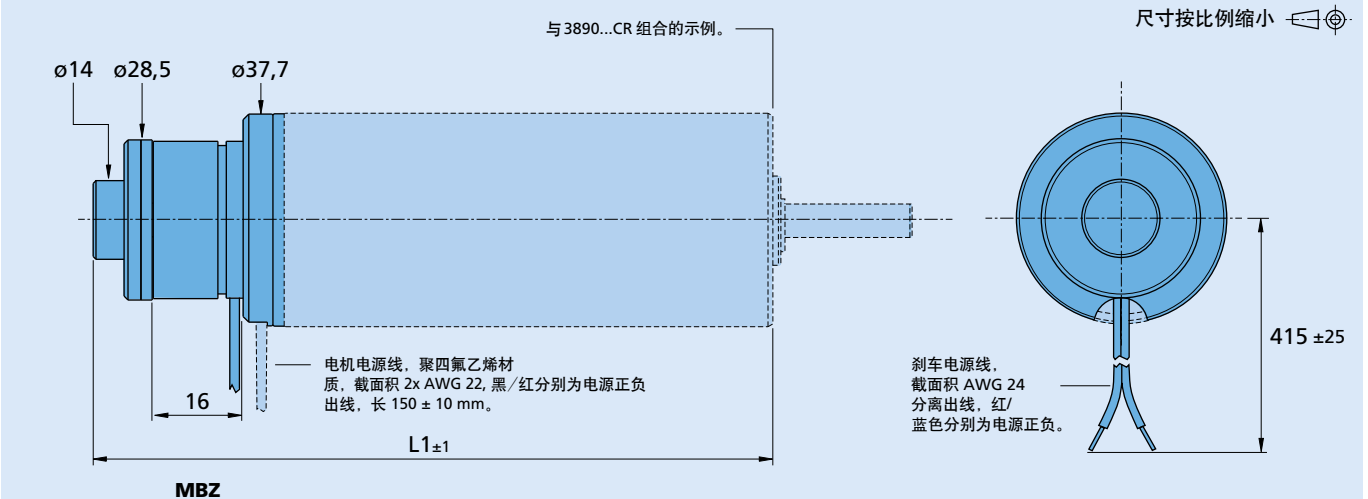 尺寸按比例缩小
与3890...CR 组合的示例。
ø14
ø28,5
ø37,7
电机电源线，聚四氟乙烯材
质，截面积 2x AWG 22, 黑／红分别为电源正负
出线，长 150 ± 10 mm。
16
L1±1
MBZ
415 ±25
刹车电源线，
截面积 AWG 24
分离出线，红/
蓝色分别为电源正负。